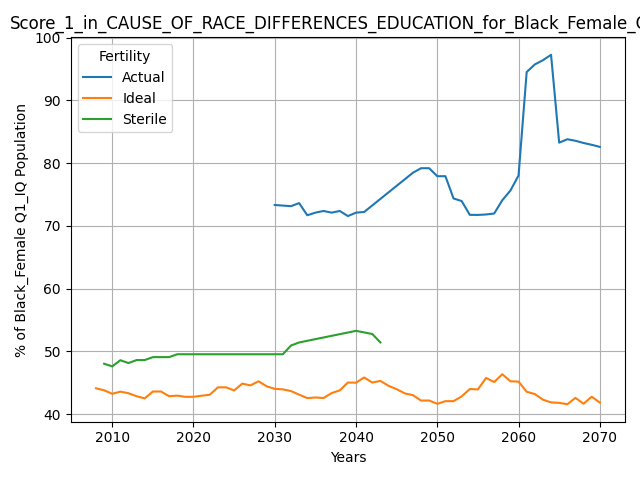 Score_1_in_CAUSE_OF_RACE_DIFFERENCES_EDUCATION_for_Black_Female_
Fertility
Actual
Ideal
Sterile
% of Black_Female Q1_IQ Population
100
90
80
70
60
50
40
2010
2020
2030
2040
2050
2060
2070
Years